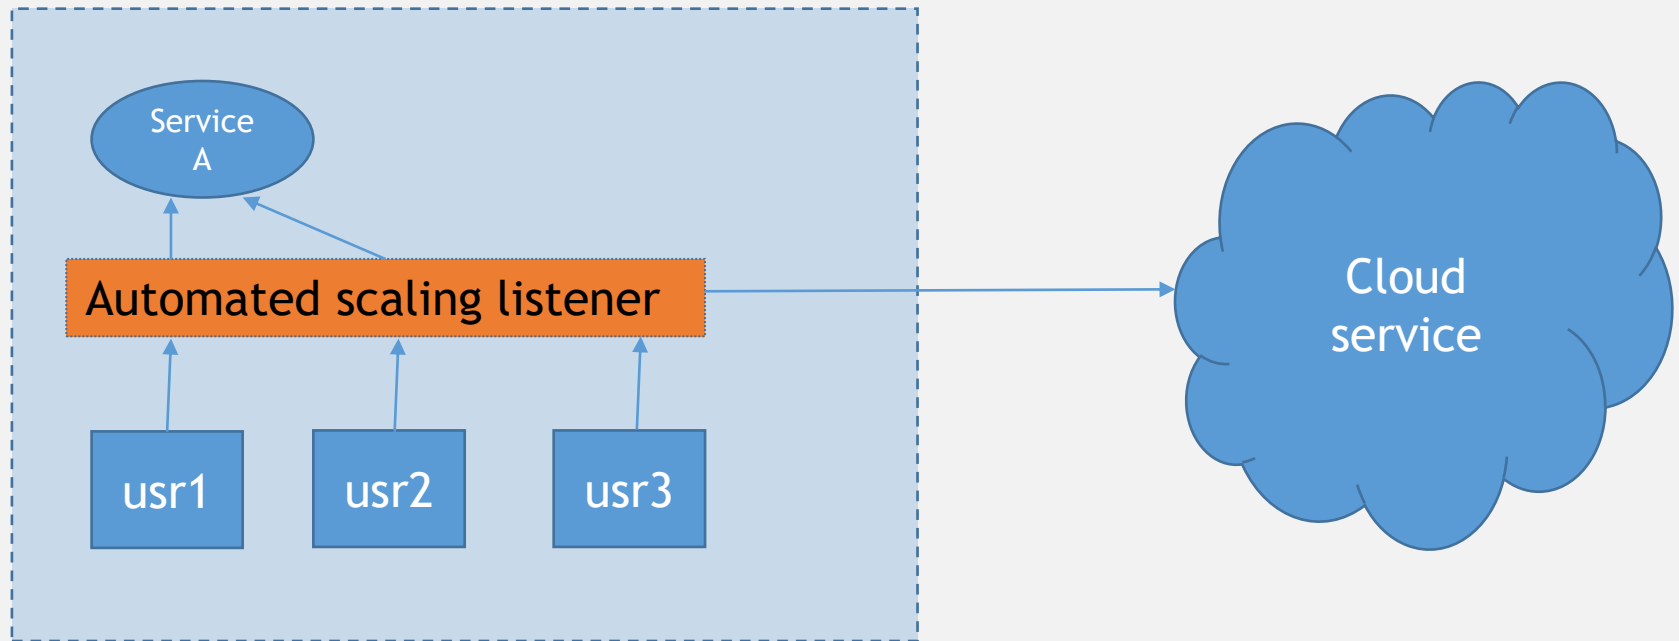 Service
A
Automated scaling listener
usr1
usr2
usr3
Cloud
service